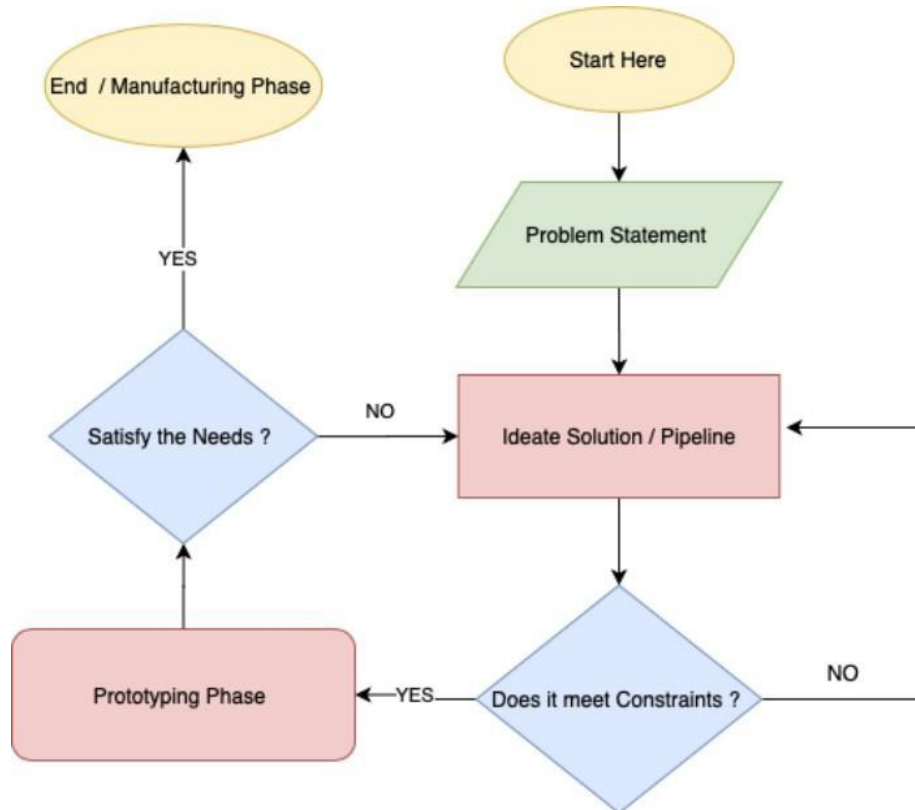 Start Here
End / Manufacturing Phase
Problem Statement
YES
NO
Satisfy the Needs ?
Ideate Solution / Pipeline
NO
Prototyping Phase
YES
Does it meet Constraints ?